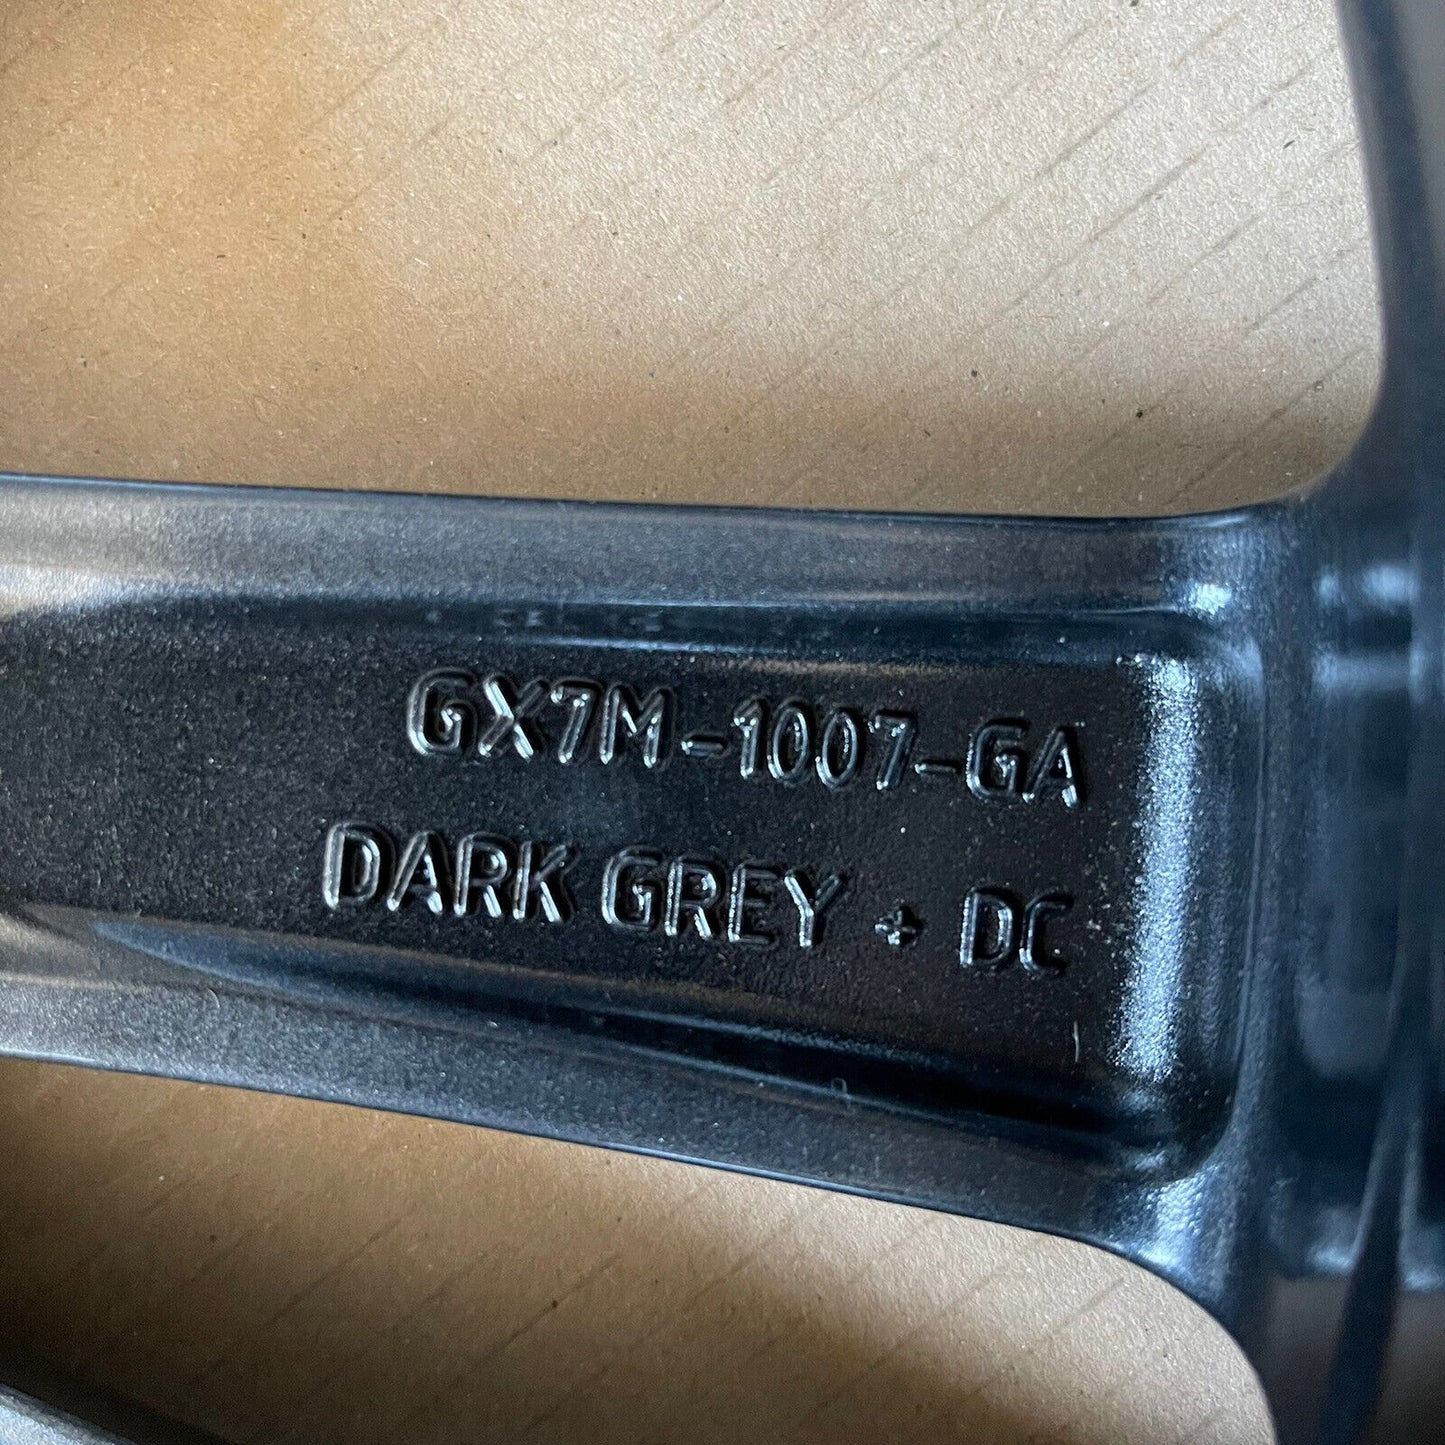 GX7M-1007-GA
DARK GREY + DC